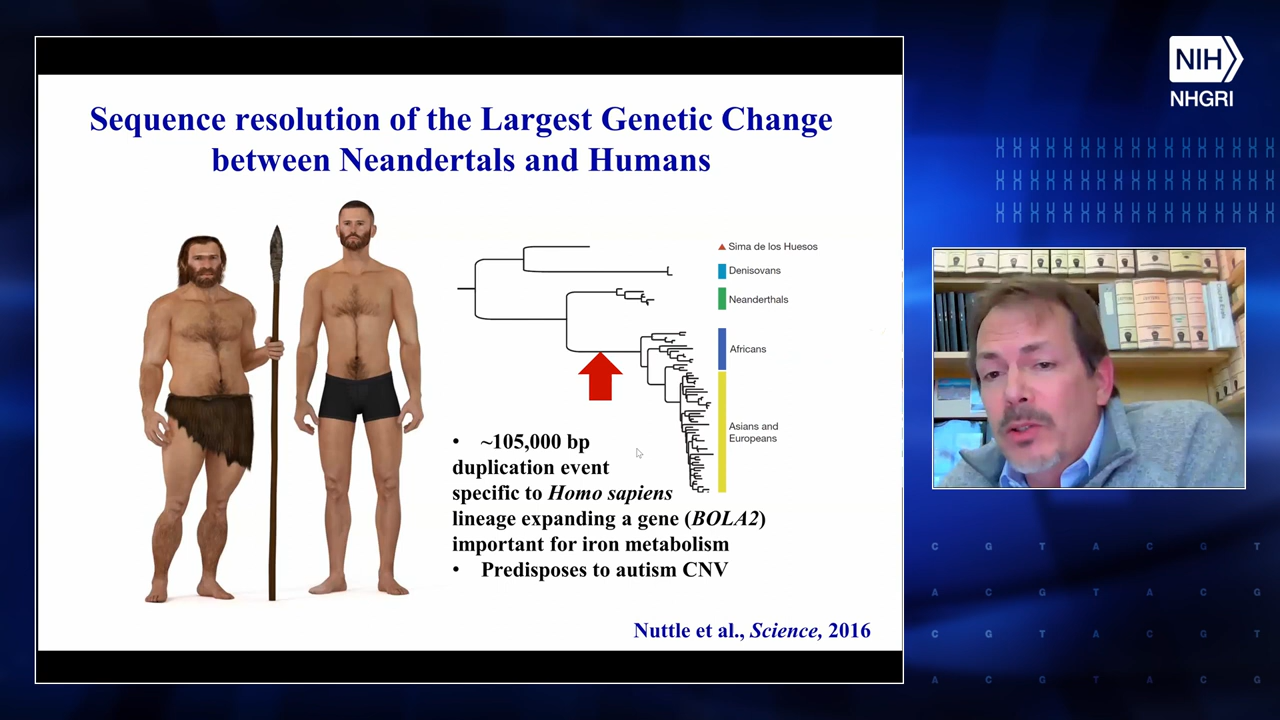 Sequence resolution of the Largest Genetic Change
between Neandertals and Humans
Sima de los Huesos
Denisovans
Neanderthals
Africans
Asians and
Europeans
• ~105,000 bp
duplication event
specific to Homo sapiens
lineage expanding a gene (BOLA2)
important for iron metabolism
• Predisposes to autism CNV
Nuttle et al., Science, 2016
NIH
NHGRI
C G T A C G T
A C G T A C G
C G T A C G T
A C G T A C G